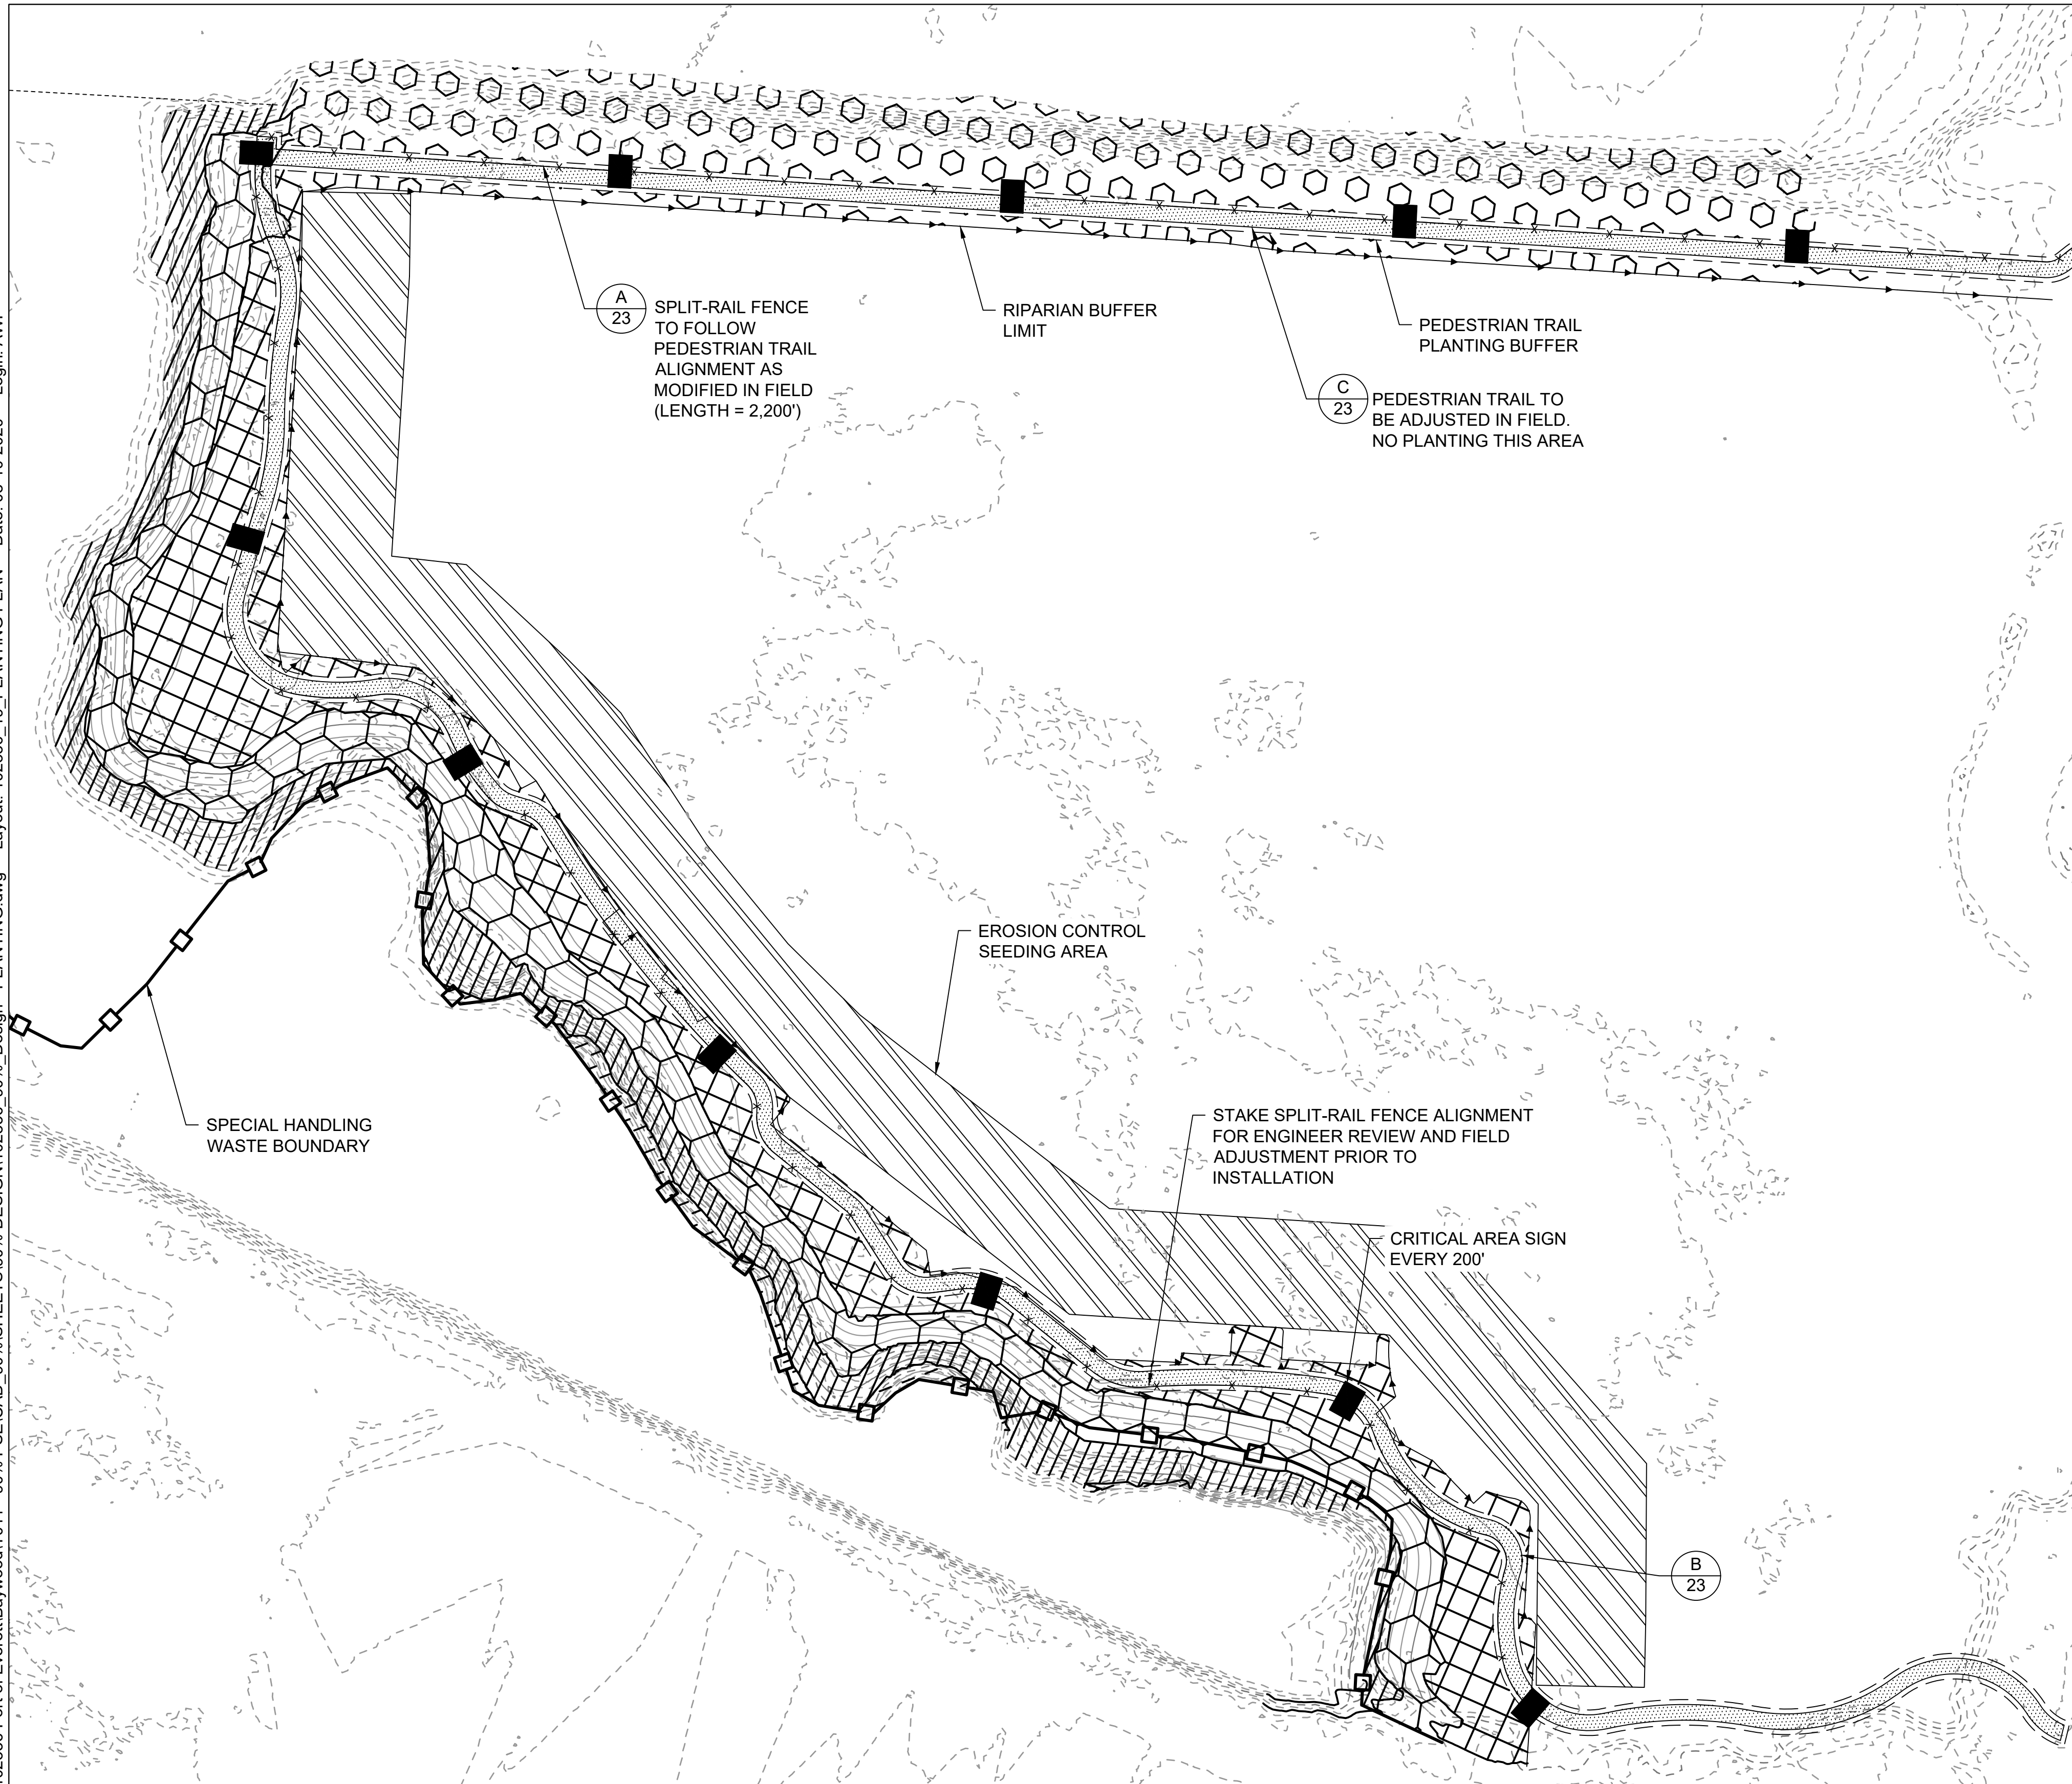 A
23
SPLIT-RAIL FENCE
TO FOLLOW
PEDESTRIAN TRAIL
ALIGNMENT AS
MODIFIED IN FIELD
(LENGTH = 2,200')
RIPARIAN BUFFER
LIMIT
PEDESTRIAN TRAIL
PLANTING BUFFER
C
23
PEDESTRIAN TRAIL TO
BE ADJUSTED IN FIELD.
NO PLANTING THIS AREA
EROSION CONTROL
SEEDING AREA
SPECIAL HANDLING
WASTE BOUNDARY
STAKE SPLIT-RAIL FENCE ALIGNMENT
FOR ENGINEER REVIEW AND FIELD
ADJUSTMENT PRIOR TO
INSTALLATION
CRITICAL AREA SIGN
EVERY 200'
B
23